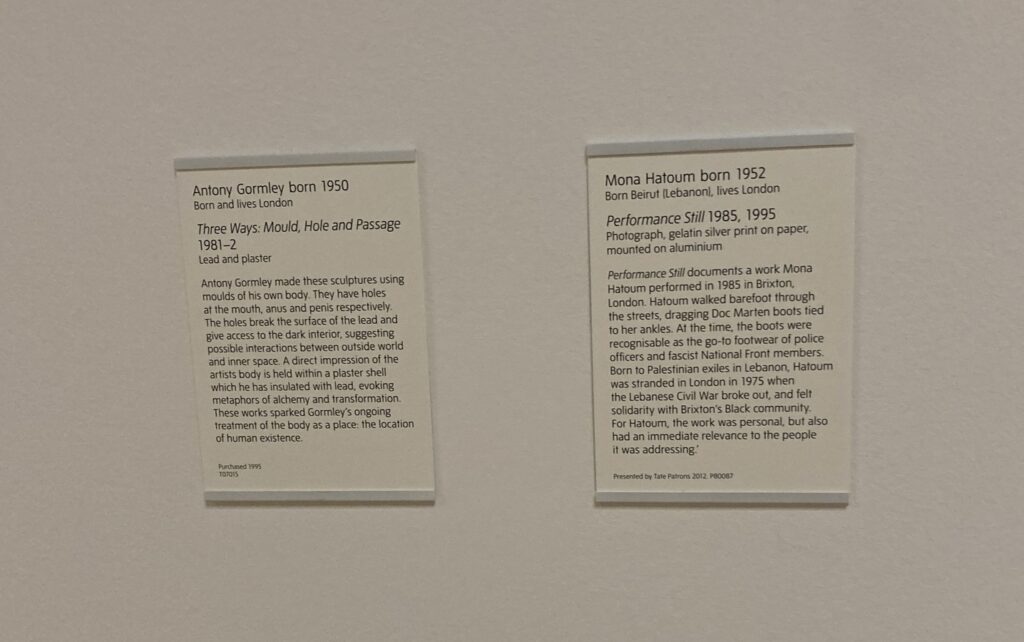 Antony Gormley born 1950
Born and lives London
Three Ways: Mould, Hole and Passage
1981–2
Lead and plaster
Antony Gormley made these sculptures using
moulds of his own body. They have holes
at the mouth, anus and penis respectively.
The holes break the surface of the lead and
give access to the dark interior, suggesting
possible interactions between outside world
and inner space. A direct impression of the
artists body is held within a plaster shell
which he has insulated with lead, evoking
metaphors of alchemy and transformation.
These works sparked Gormley's ongoing
treatment of the body as a place: the location
of human existence.
Purchased 1995
T07015
Mona Hatoum born 1952
Born Beirut (Lebanon), lives London
Performance Still 1985, 1995
Photograph, gelatin silver print on paper,
mounted on aluminium
Performance Still documents a work Mona
Hatoum performed in 1985 in Brixton,
London. Hatoum walked barefoot through
the streets, dragging Doc Marten boots tied
to her ankles. At the time, the boots were
recognisable as the go-to footwear of police
officers and fascist National Front members.
Born to Palestinian exiles in Lebanon, Hatoum
was stranded in London in 1975 when
the Lebanese Civil War broke out, and felt
solidarity with Brixton's Black community.
For Hatoum, the work was personal, but also
had an immediate relevance to the people
it was addressing.'
Presented by Tate Patrons 2012. P80087